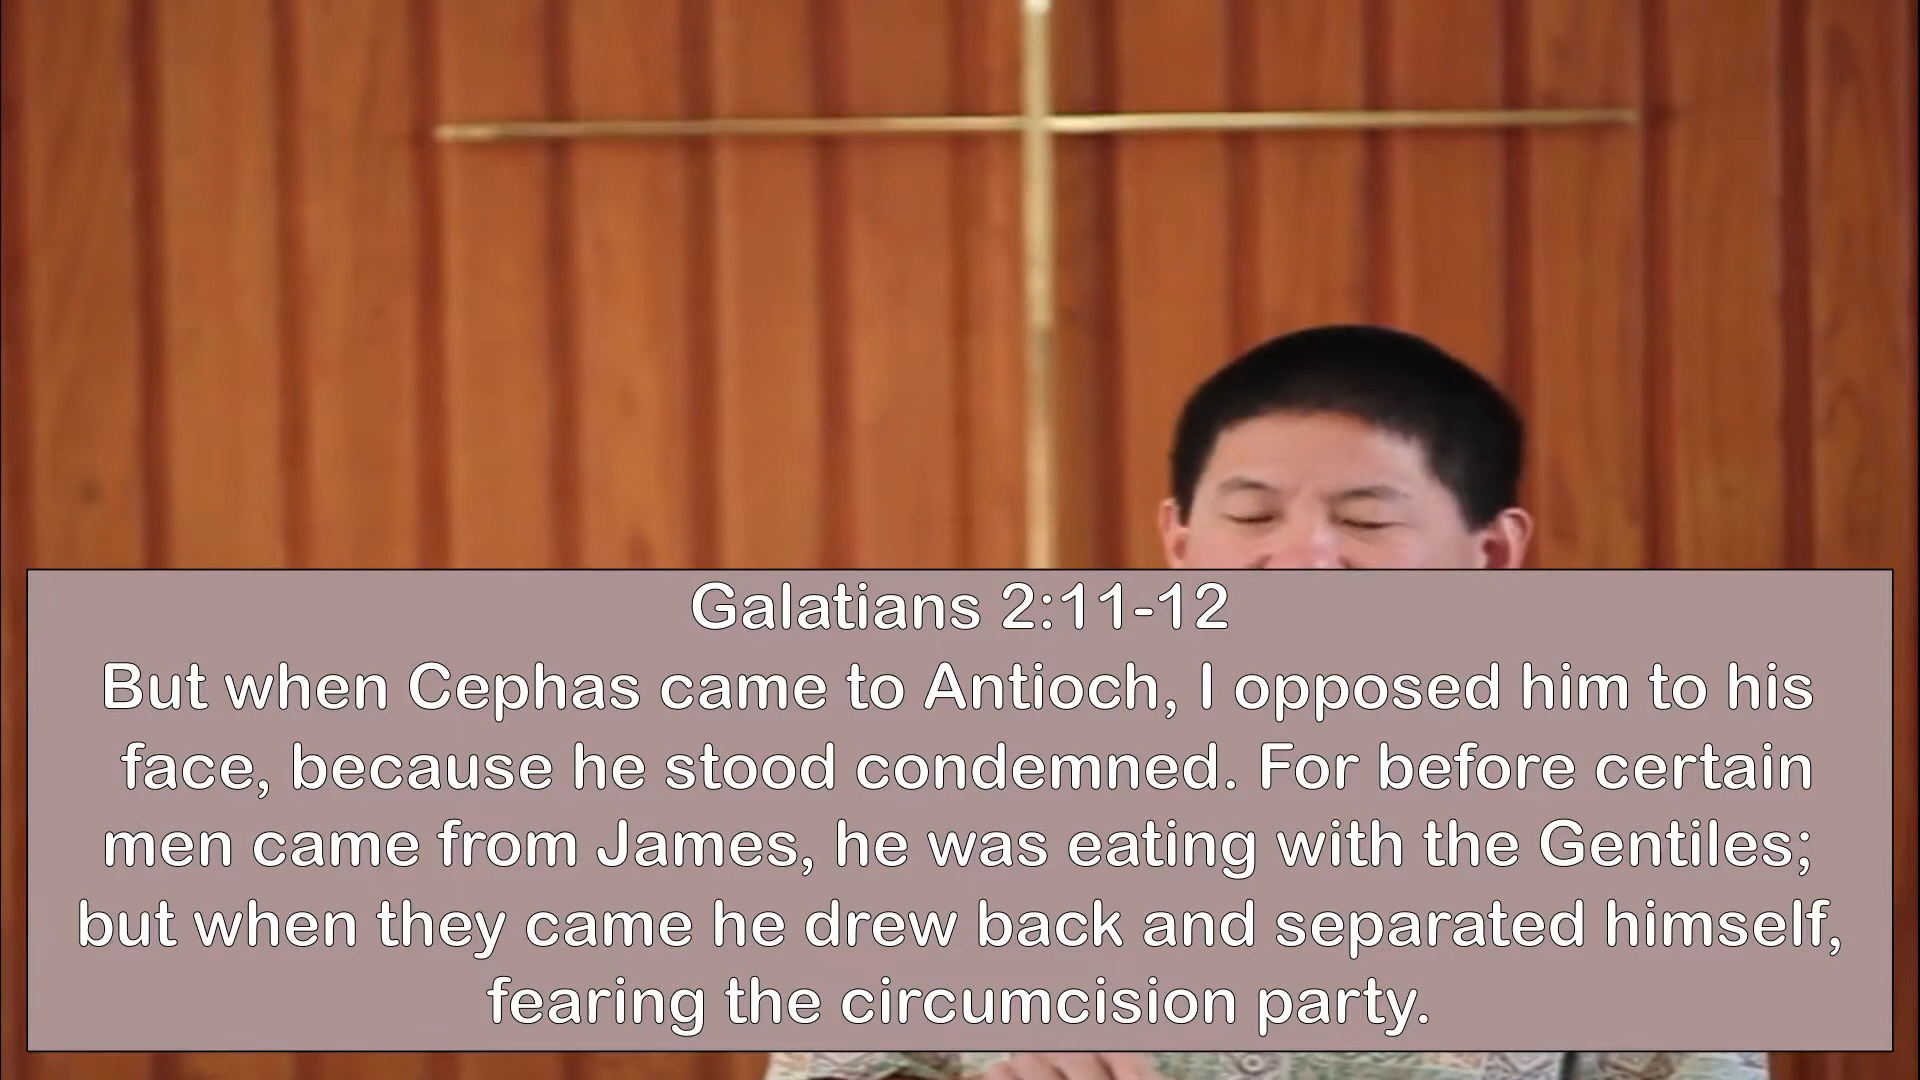 Galatians 2:11-12
But when Cephas came to Antioch, I opposed him to his
face, because he stood condemned. For before certain
men came from James, he was eating with the Gentiles;
but when they came he drew back and separated himself,
fearing the circumcision party.